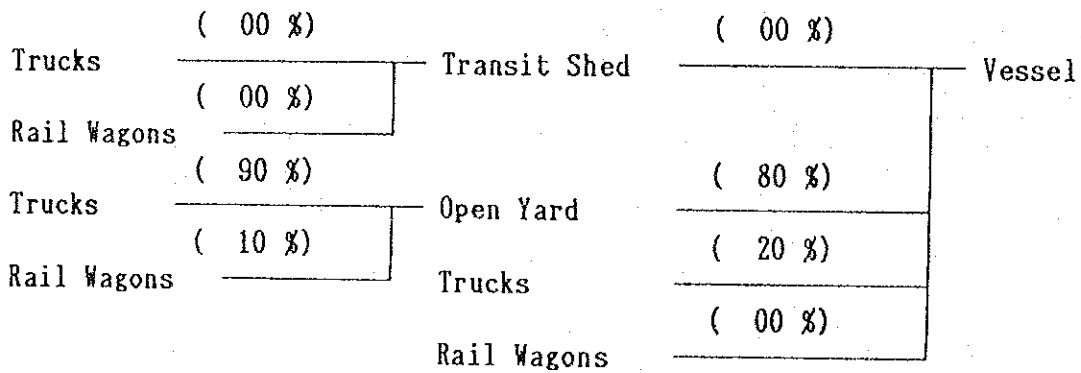 ( 00 %) ( 00 %)
Trucks Transit Shed Vessel
( 00 %)
Rail Wagons
( 90 %) ( 80 %)
Trucks Open Yard
( 10 %) ( 20 %)
Rail Wagons Trucks
( 00 %)
Rail Wagons